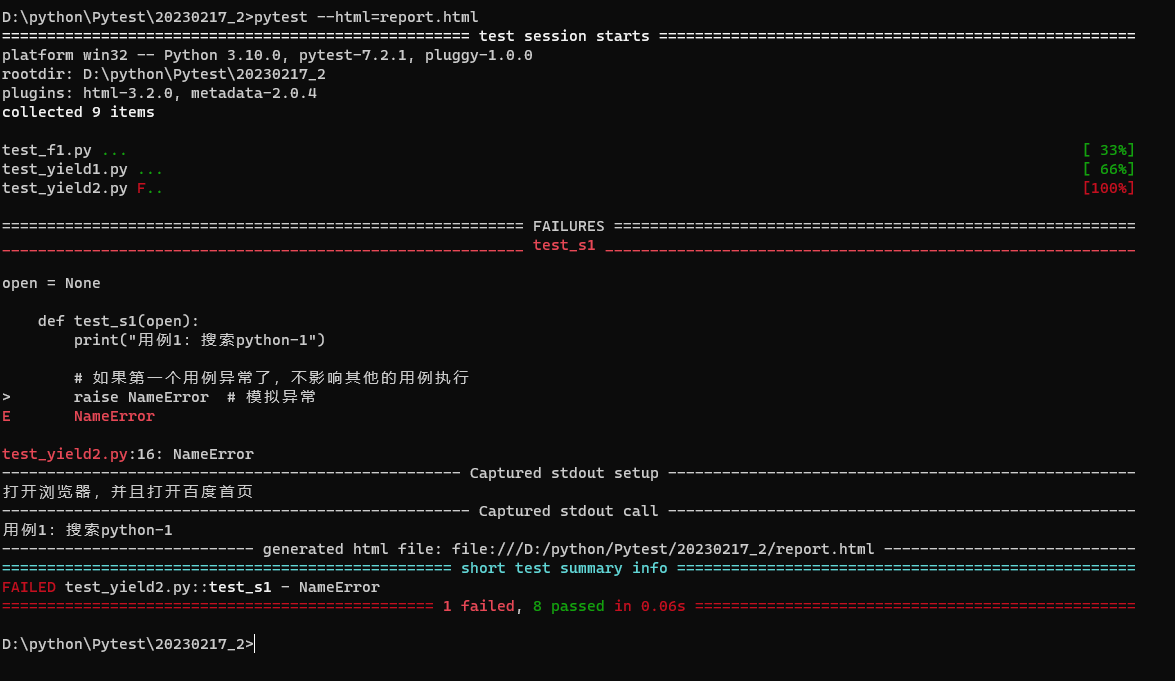 D:\python\Pytest\20230217_2>pytest --html=report.html
==================================================== test session starts =====================================================
platform win32 -- Python 3.10.0, pytest-7.2.1, pluggy-1.0.0
rootdir: D:\python\Pytest\20230217_2
plugins: html-3.2.0, metadata-2.0.4
collected 9 items
test_f1.py ... [ 33%]
test_yield1.py ... [ 66%]
test_yield2.py F.. [100%]
========================================================== FAILURES ==========================================================
__________________________________________________________ test_s1 ___________________________________________________________
open = None
    def test_s1(open):
        print("用例1: 搜索python-1")
        # 如果第一个用例异常了，不影响其他的用例执行
>       raise NameError  # 模拟异常
E       NameError
test_yield2.py:16: NameError
--------------------------------------------------- Captured stdout setup ----------------------------------------------------
打开浏览器，并且打开百度首页
---------------------------------------------------- Captured stdout call ----------------------------------------------------
用例1: 搜索python-1
---------------------------- generated html file: file:///D:/python/Pytest/20230217_2/report.html ----------------------------
================================================== short test summary info ===================================================
FAILED test_yield2.py::test_s1 - NameError
================================================ 1 failed, 8 passed in 0.06s =================================================
D:\python\Pytest\20230217_2>